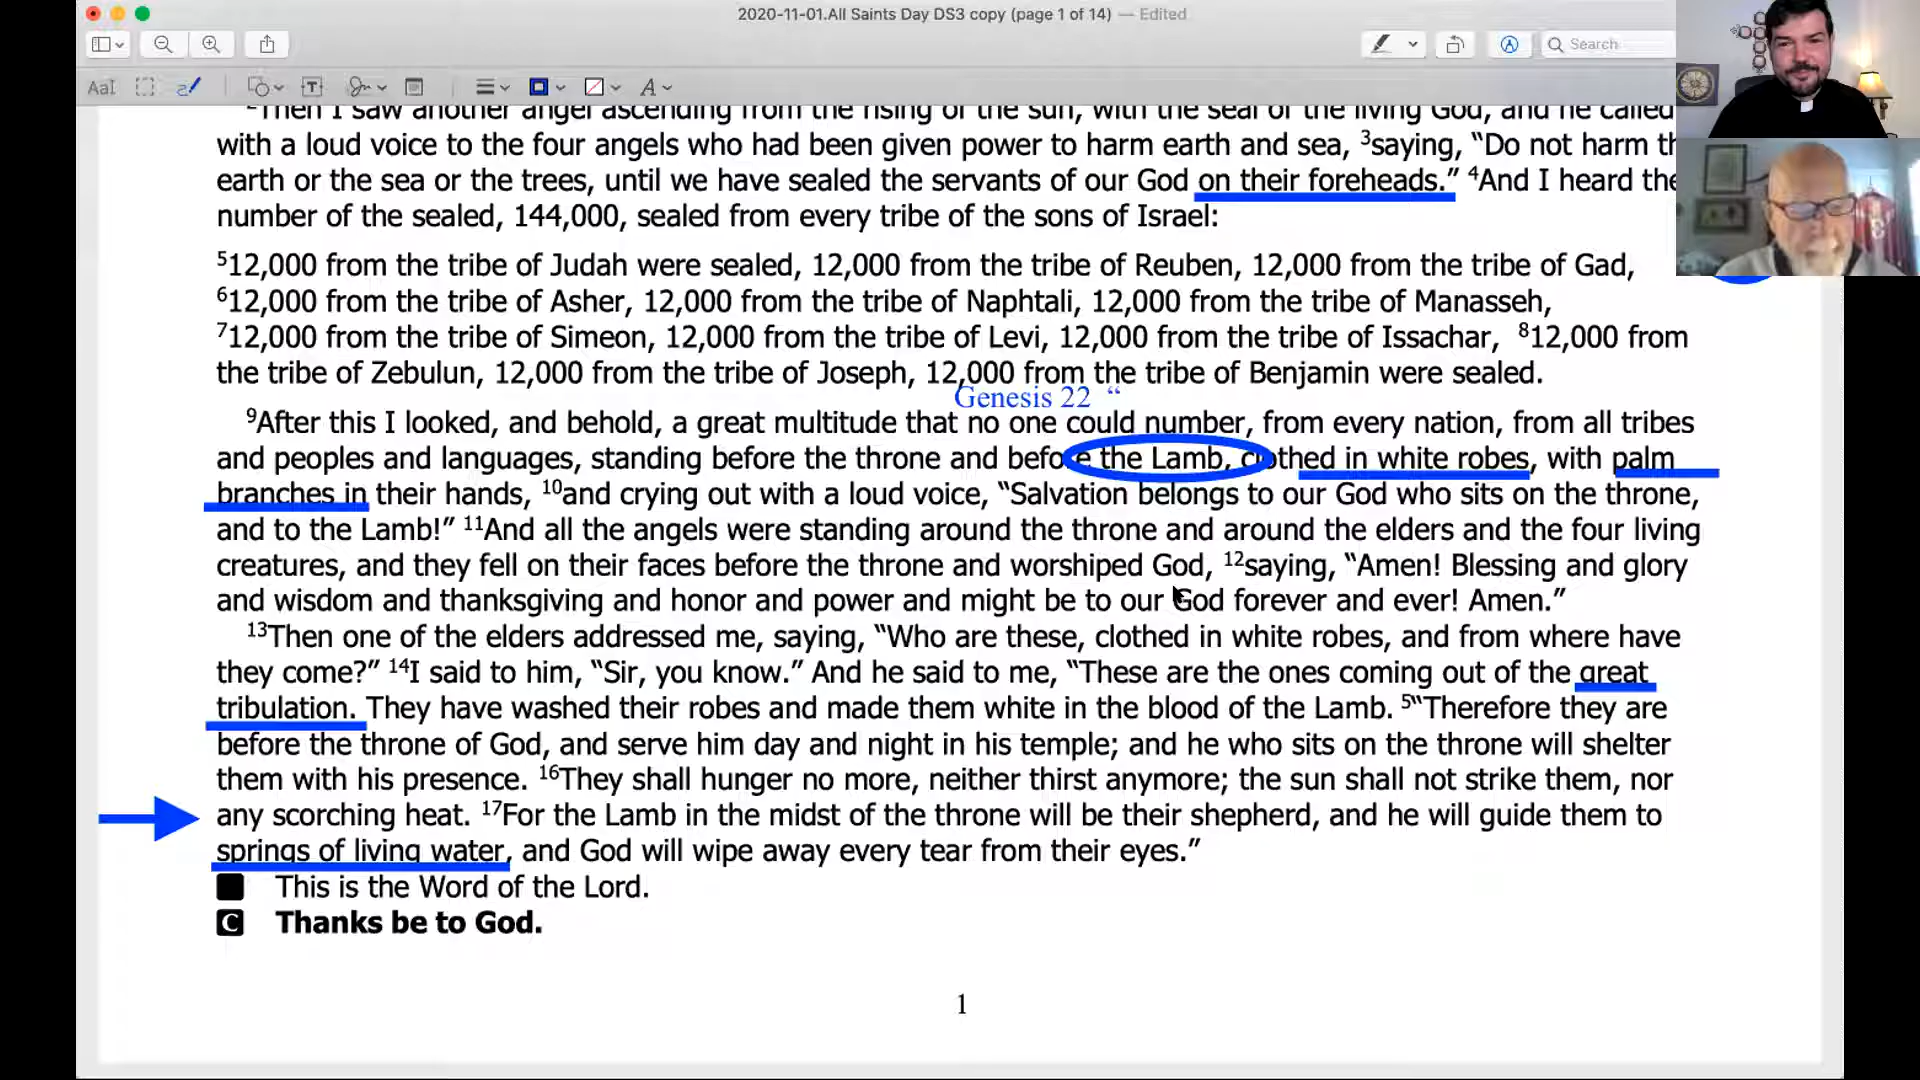 2020-11-01.All Saints Day DS3 copy (page 1 of 14) — Edited
Search
AaI
T
A
2Then I saw another angel ascending from the rising of the sun, with the seal of the living God, and he called
with a loud voice to the four angels who had been given power to harm earth and sea, 3saying, “Do not harm th
earth or the sea or the trees, until we have sealed the servants of our God on their foreheads.” 4And I heard the
number of the sealed, 144,000, sealed from every tribe of the sons of Israel:
512,000 from the tribe of Judah were sealed, 12,000 from the tribe of Reuben, 12,000 from the tribe of Gad,
612,000 from the tribe of Asher, 12,000 from the tribe of Naphtali, 12,000 from the tribe of Manasseh,
712,000 from the tribe of Simeon, 12,000 from the tribe of Levi, 12,000 from the tribe of Issachar, 812,000 from
the tribe of Zebulun, 12,000 from the tribe of Joseph, 12,000 from the tribe of Benjamin were sealed.
Genesis 22 “
9After this I looked, and behold, a great multitude that no one could number, from every nation, from all tribes
and peoples and languages, standing before the throne and before the Lamb, clothed in white robes, with palm
branches in their hands, 10and crying out with a loud voice, “Salvation belongs to our God who sits on the throne,
and to the Lamb!” 11And all the angels were standing around the throne and around the elders and the four living
creatures, and they fell on their faces before the throne and worshiped God, 12saying, “Amen! Blessing and glory
and wisdom and thanksgiving and honor and power and might be to our God forever and ever! Amen.”
13Then one of the elders addressed me, saying, “Who are these, clothed in white robes, and from where have
they come?” 14I said to him, “Sir, you know.” And he said to me, “These are the ones coming out of the great
tribulation. They have washed their robes and made them white in the blood of the Lamb. 5“Therefore they are
before the throne of God, and serve him day and night in his temple; and he who sits on the throne will shelter
them with his presence. 16They shall hunger no more, neither thirst anymore; the sun shall not strike them, nor
any scorching heat. 17For the Lamb in the midst of the throne will be their shepherd, and he will guide them to
springs of living water, and God will wipe away every tear from their eyes.”
This is the Word of the Lord.
C Thanks be to God.
1